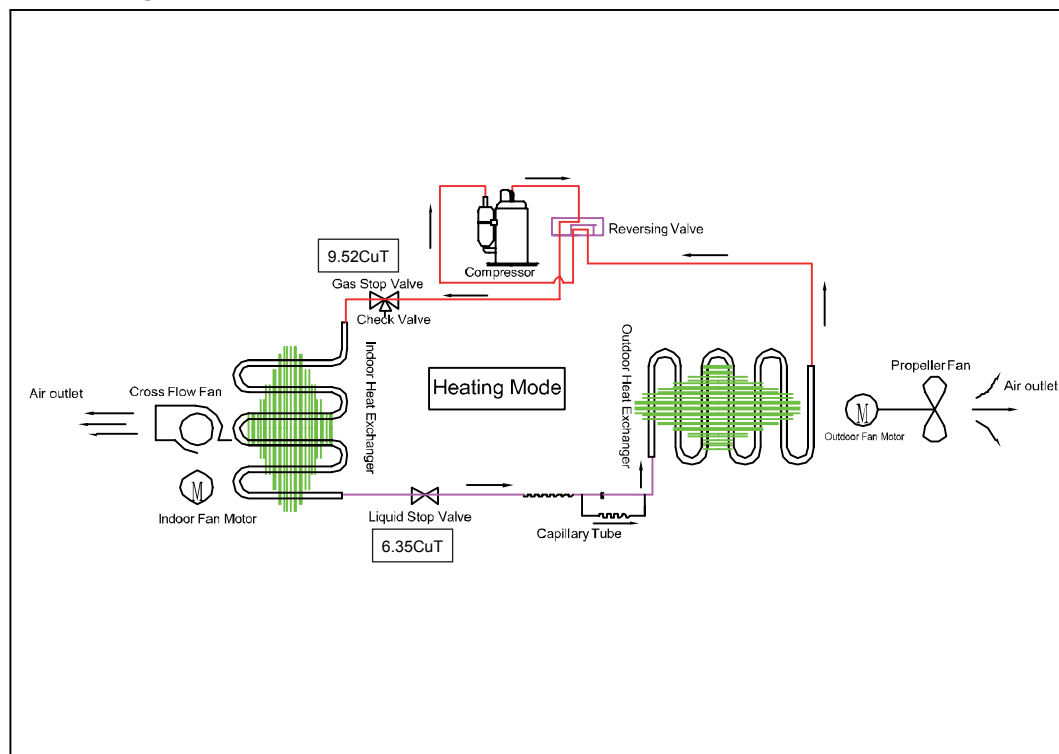 Reversing Valve
Compressor
9.52CuT
Gas Stop Valve
Check Valve
Indoor Heat Exchanger
Heating Mode
Outdoor Heat Exchanger
Propeller Fan
Air outlet
M
Outdoor Fan Motor
Air outlet
Cross Flow Fan
M
Indoor Fan Motor
Liquid Stop Valve
6.35CuT
Capillary Tube